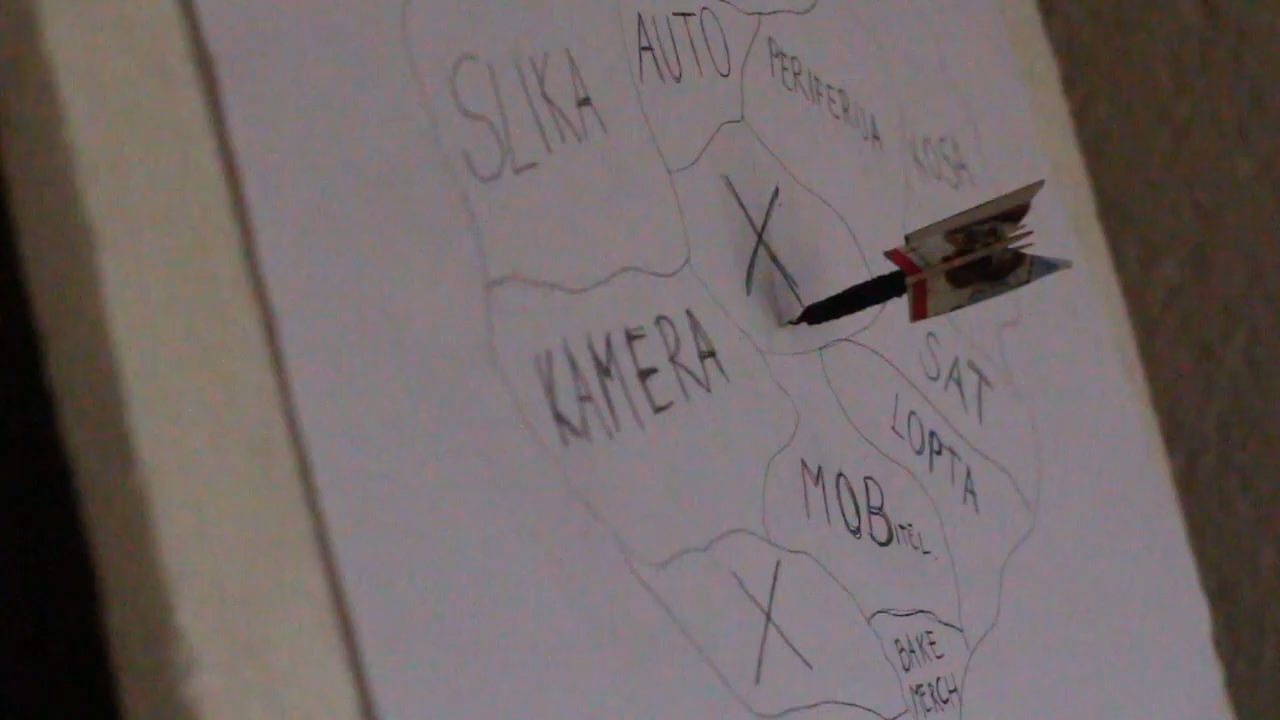 SLIKA
AUTO
PERIFERIJA
KOSA
X
KAMERA
SAT
LOPTA
MOBITEL
X
BAKE
MERCH